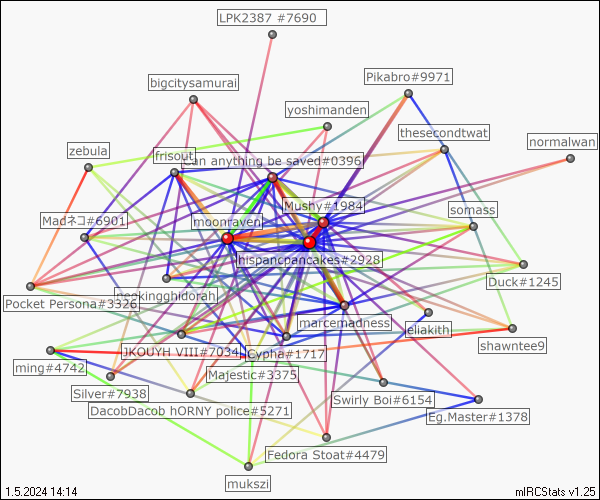 LPK2387 #7690
Pikabro#9971
bigcitysamurai
yoshimanden
thesecondtwat
normalwan
zebula
frisout
Can anything be saved#0396
Mushy#1984
somass
Madネコ#6901
moonraven
hispancpancakes#2928
Duck#1245
Pocket Persona#3326
heckingghidorah
marcemadness
eliakith
shawntee9
JKOUYH VIII#7034
Cypha#1717
ming#4742
Majestic#3375
Silver#7938
Swirly Boi#6154
DacobDacob hORNY police#5271
Eg.Master#1378
Fedora Stoat#4479
mukszi
1.5.2024 14:14
mIRCStats v1.25